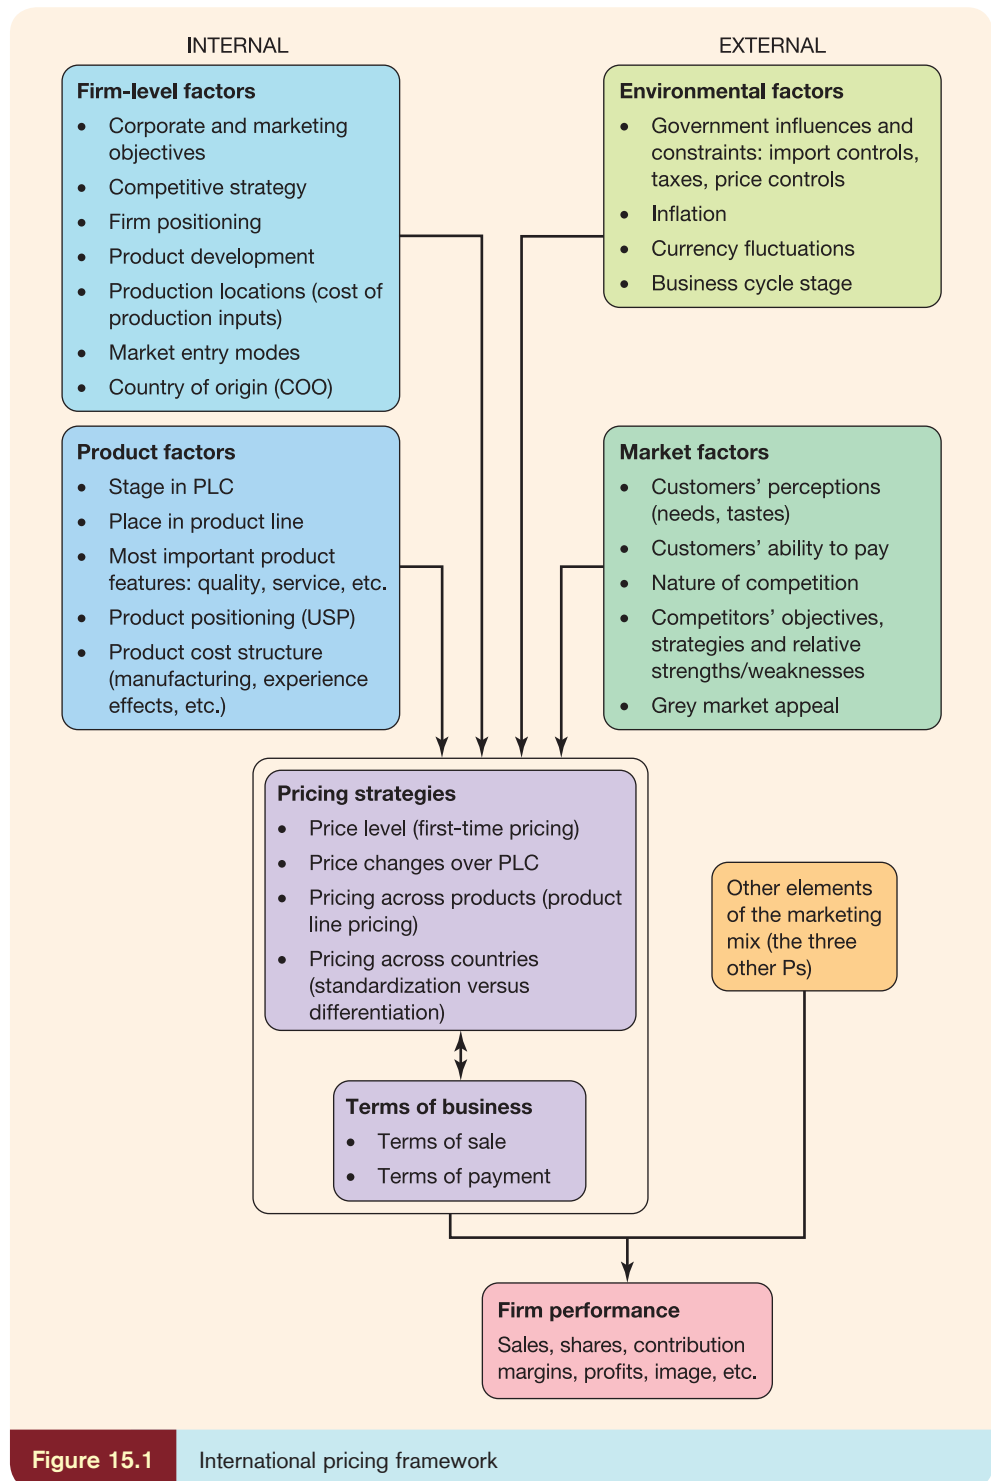 INTERNAL
Firm-level factors
• Corporate and marketing
objectives
• Competitive strategy
• Firm positioning
• Product development
• Production locations (cost of
production inputs)
• Market entry modes
• Country of origin (COO)
Product factors
• Stage in PLC
• Place in product line
• Most important product
features: quality, service, etc.
• Product positioning (USP)
• Product cost structure
(manufacturing, experience
effects, etc.)
EXTERNAL
Environmental factors
• Government influences and
constraints: import controls,
taxes, price controls
• Inflation
• Currency fluctuations
• Business cycle stage
Market factors
• Customers’ perceptions
(needs, tastes)
• Customers’ ability to pay
• Nature of competition
• Competitors’ objectives,
strategies and relative
strengths/weaknesses
• Grey market appeal
Pricing strategies
• Price level (first-time pricing)
• Price changes over PLC
• Pricing across products (product
line pricing)
• Pricing across countries
(standardization versus
differentiation)
Terms of business
• Terms of sale
• Terms of payment
Other elements
of the marketing
mix (the three
other Ps)
Firm performance
Sales, shares, contribution
margins, profits, image, etc.
Figure 15.1 International pricing framework